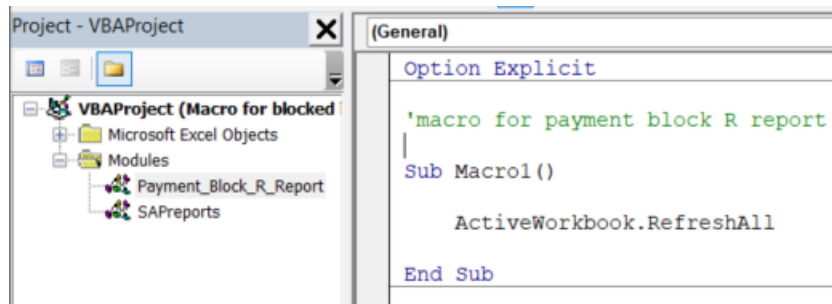 Project - VBAProject
VBAProject (Macro for blocked
Microsoft Excel Objects
Modules
Payment_Block_R_Report
SAPreports
(General)
Option Explicit
'macro for payment block R report
Sub Macro1()
ActiveWorkbook.RefreshAll
End Sub